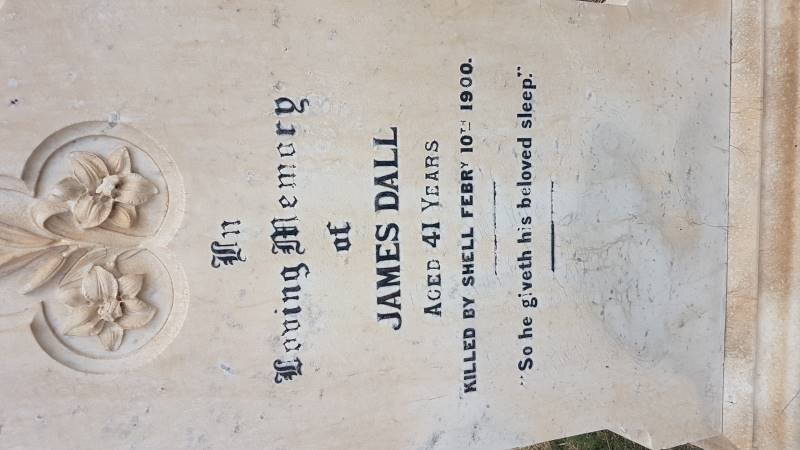 In
Loving Memory
of
JAMES DALL
AGED 41 YEARS
KILLED BY SHELL FEBRY 10TH 1900.
"So he giveth his beloved sleep."